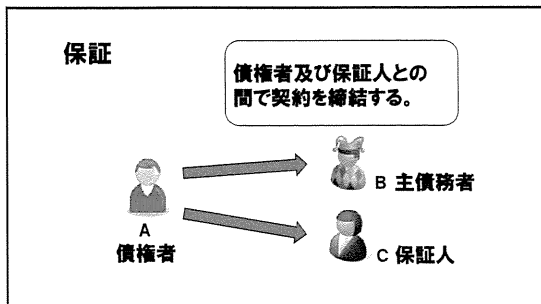 保証
債権者及び保証人との
間で契約を締結する。
B 主債務者
A
債権者
C 保証人